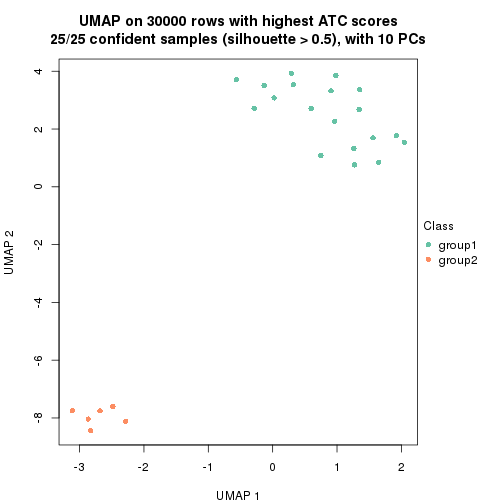 UMAP on 30000 rows with highest ATC scores
25/25 confident samples (silhouette > 0.5), with 10 PCs
4
2
0
-2
-4
-6
-8
UMAP 2
-3
-2
-1
0
1
2
UMAP 1
Class
group1
group2